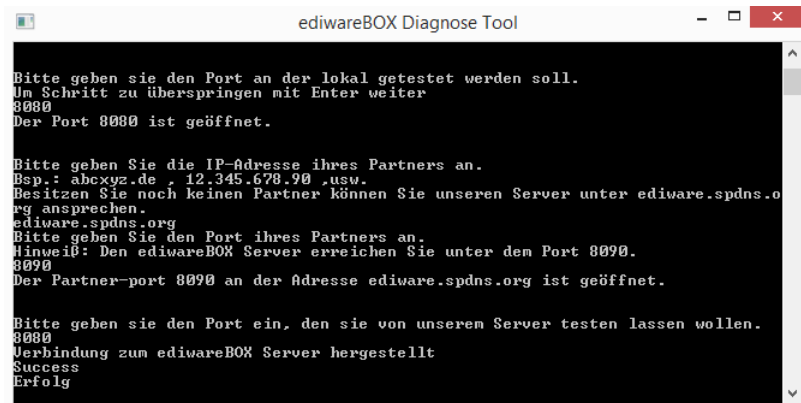 ediwareBOX Diagnose Tool
Bitte geben sie den Port an der lokal getestet werden soll.
Um Schritt zu überspringen mit Enter weiter
8080
Der Port 8080 ist geöffnet.
Bitte geben Sie die IP-Adresse ihres Partners an.
Bsp.: abcxyz.de , 12.345.678.90 ,usw.
Besitzen Sie noch keinen Partner können Sie unseren Server unter ediware.spdns.o
rg ansprechen.
ediware.spdns.org
Bitte geben Sie den Port ihres Partners an.
Hinweiß: Den ediwareBOX Server erreichen Sie unter dem Port 8090.
8090
Der Partner-port 8090 an der Adresse ediware.spdns.org ist geöffnet.
Bitte geben sie den Port ein, den sie von unserem Server testen lassen wollen.
8080
Verbindung zum ediwareBOX Server hergestellt
Success
Erfolg